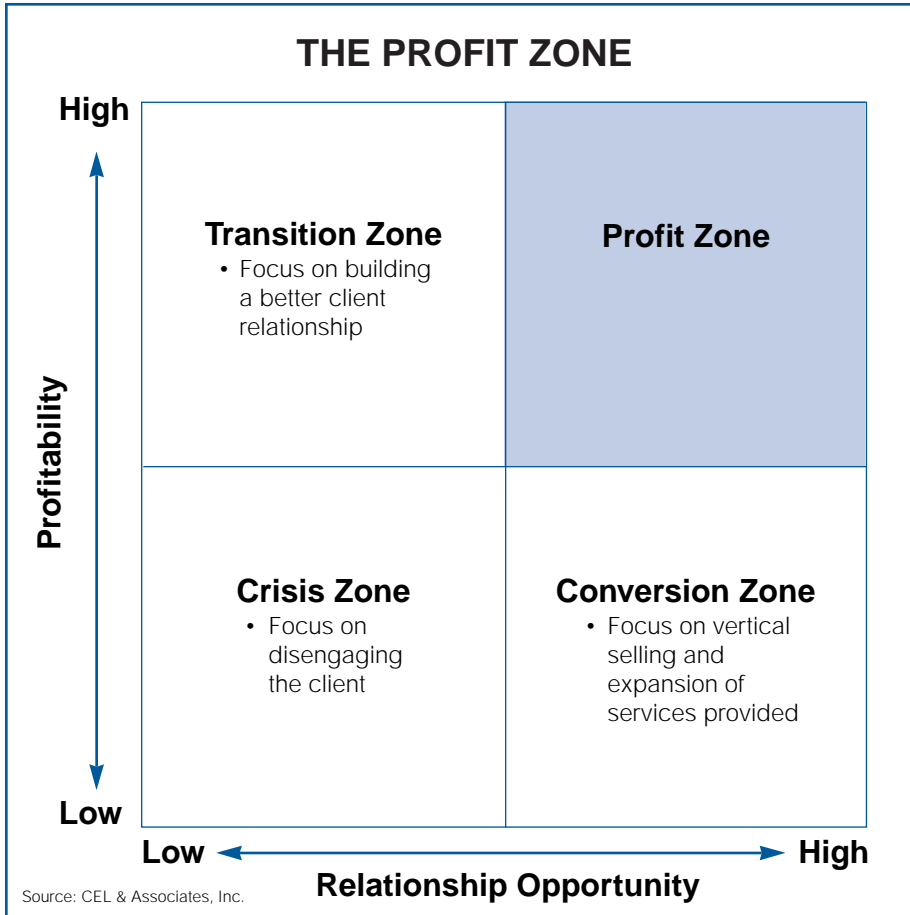 THE PROFIT ZONE
High
Transition Zone
• Focus on building
a better client
relationship
Profit Zone
Profitability
Crisis Zone
• Focus on
disengaging
the client
Conversion Zone
• Focus on vertical
selling and
expansion of
services provided
Low
Low
High
Relationship Opportunity
Source: CEL & Associates, Inc.